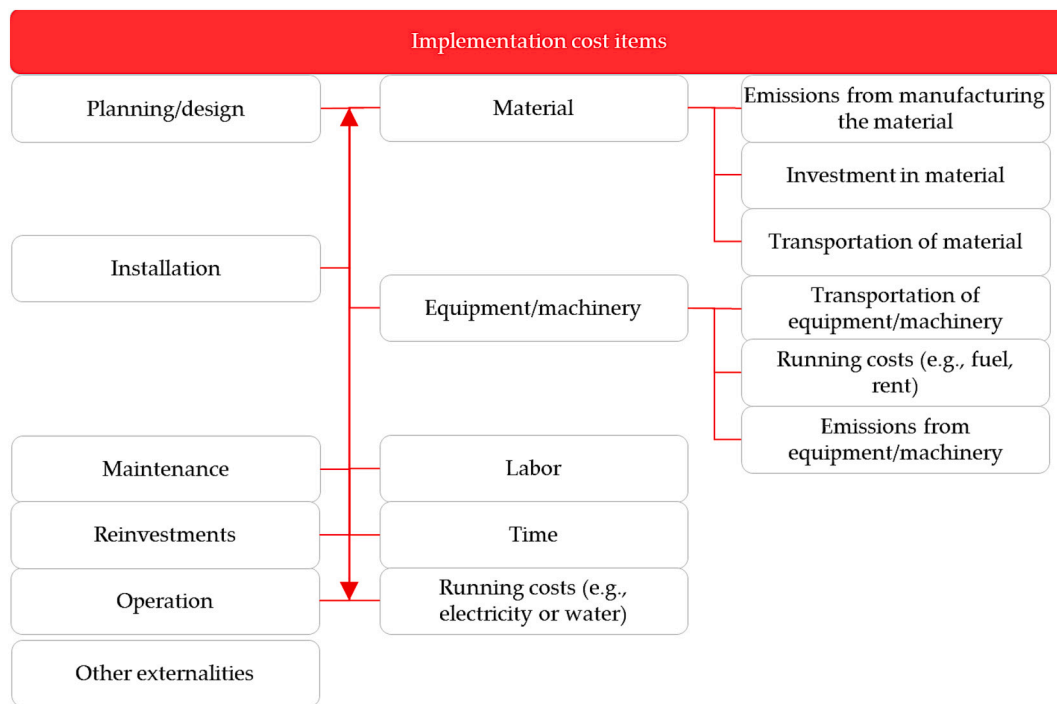 Implementation cost items
Planning/design
Material
Emissions from manufacturing
the material
Investment in material
Transportation of material
Installation
Equipment/machinery
Transportation of
equipment/machinery
Running costs (e.g., fuel,
rent)
Emissions from
equipment/machinery
Maintenance
Labor
Reinvestments
Time
Operation
Running costs (e.g.,
electricity or water)
Other externalities